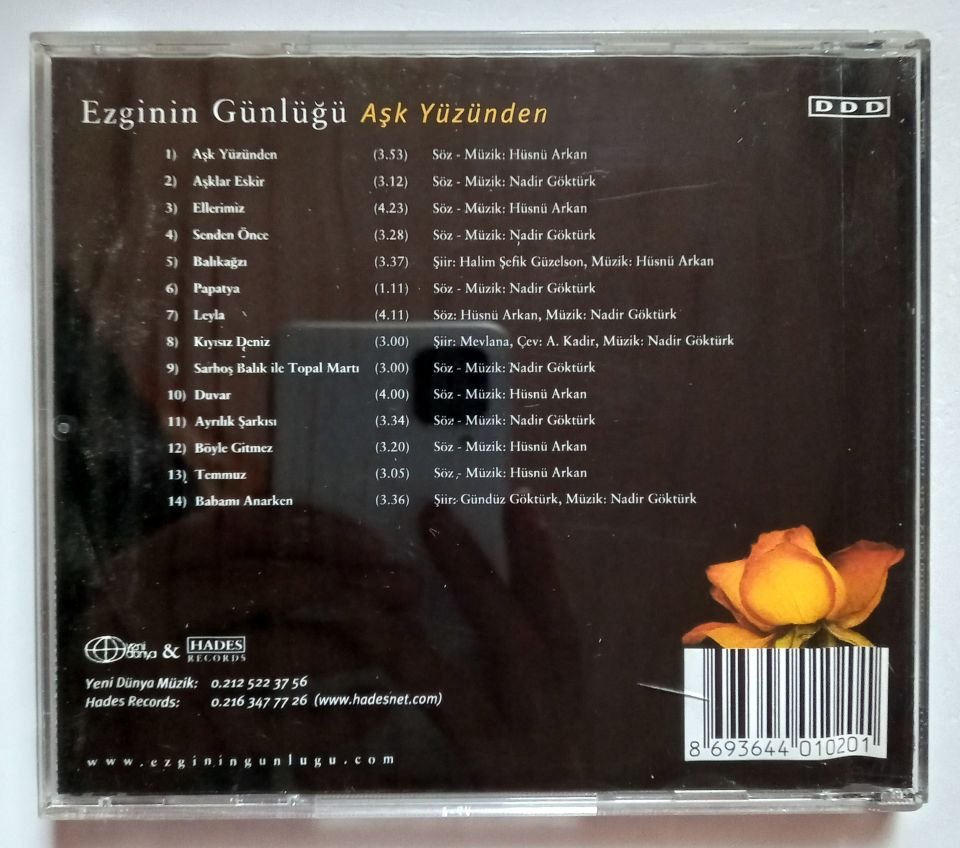 Ezginin Günlüğü Aşk Yüzünden DDD
1) Aşk Yüzünden (3.53) Söz - Müzik: Hüsnü Arkan
2) Aşklar Eskir (3.12) Söz - Müzik: Nadir Göktürk
3) Ellerimiz (4.23) Söz - Müzik: Hüsnü Arkan
4) Senden Önce (3.28) Söz - Müzik: Nadir Göktürk
5) Balıkağzı (3.37) Şiir: Halim Şefik Güzelson, Müzik: Hüsnü Arkan
6) Papatya (1.11) Söz - Müzik: Nadir Göktürk
7) Leyla (4.11) Söz: Hüsnü Arkan, Müzik: Nadir Göktürk
8) Kıyısız Deniz (3.00) Şiir: Mevlana, Çev: A. Kadir, Müzik: Nadir Göktürk
9) Sarhoş Balık ile Topal Martı (3.00) Söz - Müzik: Nadir Göktürk
10) Duvar (4.00) Söz - Müzik: Hüsnü Arkan
11) Ayrılık Şarkısı (3.34) Söz - Müzik: Nadir Göktürk
12) Böyle Gitmez (3.20) Söz - Müzik: Hüsnü Arkan
13) Temmuz (3.05) Söz - Müzik: Hüsnü Arkan
14) Babamı Anarken (3.36) Şiir: Gündüz Göktürk, Müzik: Nadir Göktürk
yeni dünya & HADES RECORDS
Yeni Dünya Müzik: 0.212 522 37 56
Hades Records: 0.216 347 77 26 (www.hadesnet.com)
www.ezginingunlugu.com
8 693644 010201